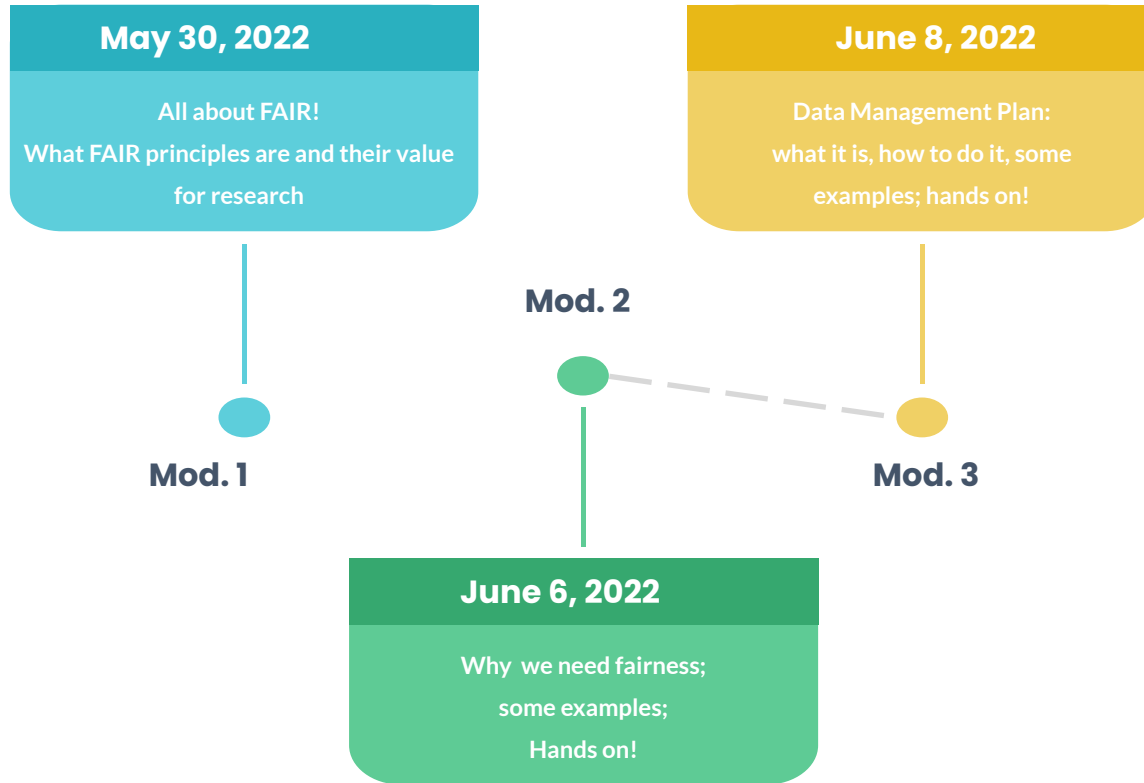 May 30, 2022
All about FAIR!
What FAIR principles are and their value
for research
Mod. 1
Mod. 2
June 6, 2022
Why  we need fairness;
some examples;
Hands on!
June 8, 2022
Data Management Plan:
what it is, how to do it, some
examples; hands on!
Mod. 3